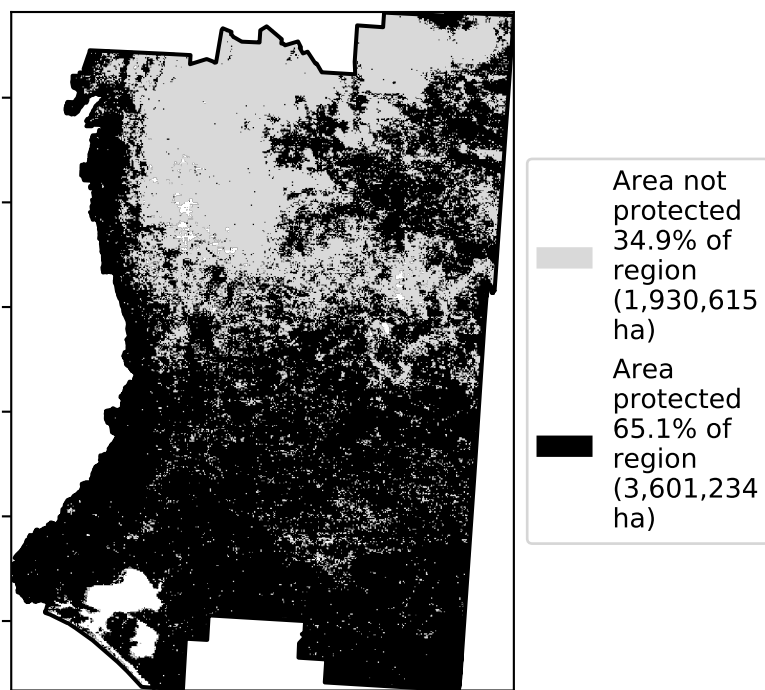 Area not
protected
34.9% of
region
(1,930,615
ha)
Area
protected
65.1% of
region
(3,601,234
ha)